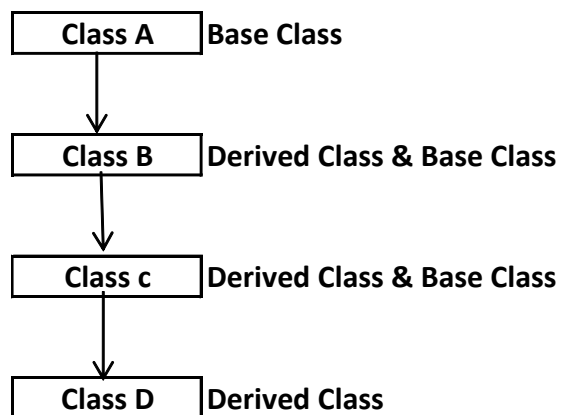 Class A Base Class
Class B Derived Class & Base Class
Class c Derived Class & Base Class
Class D Derived Class